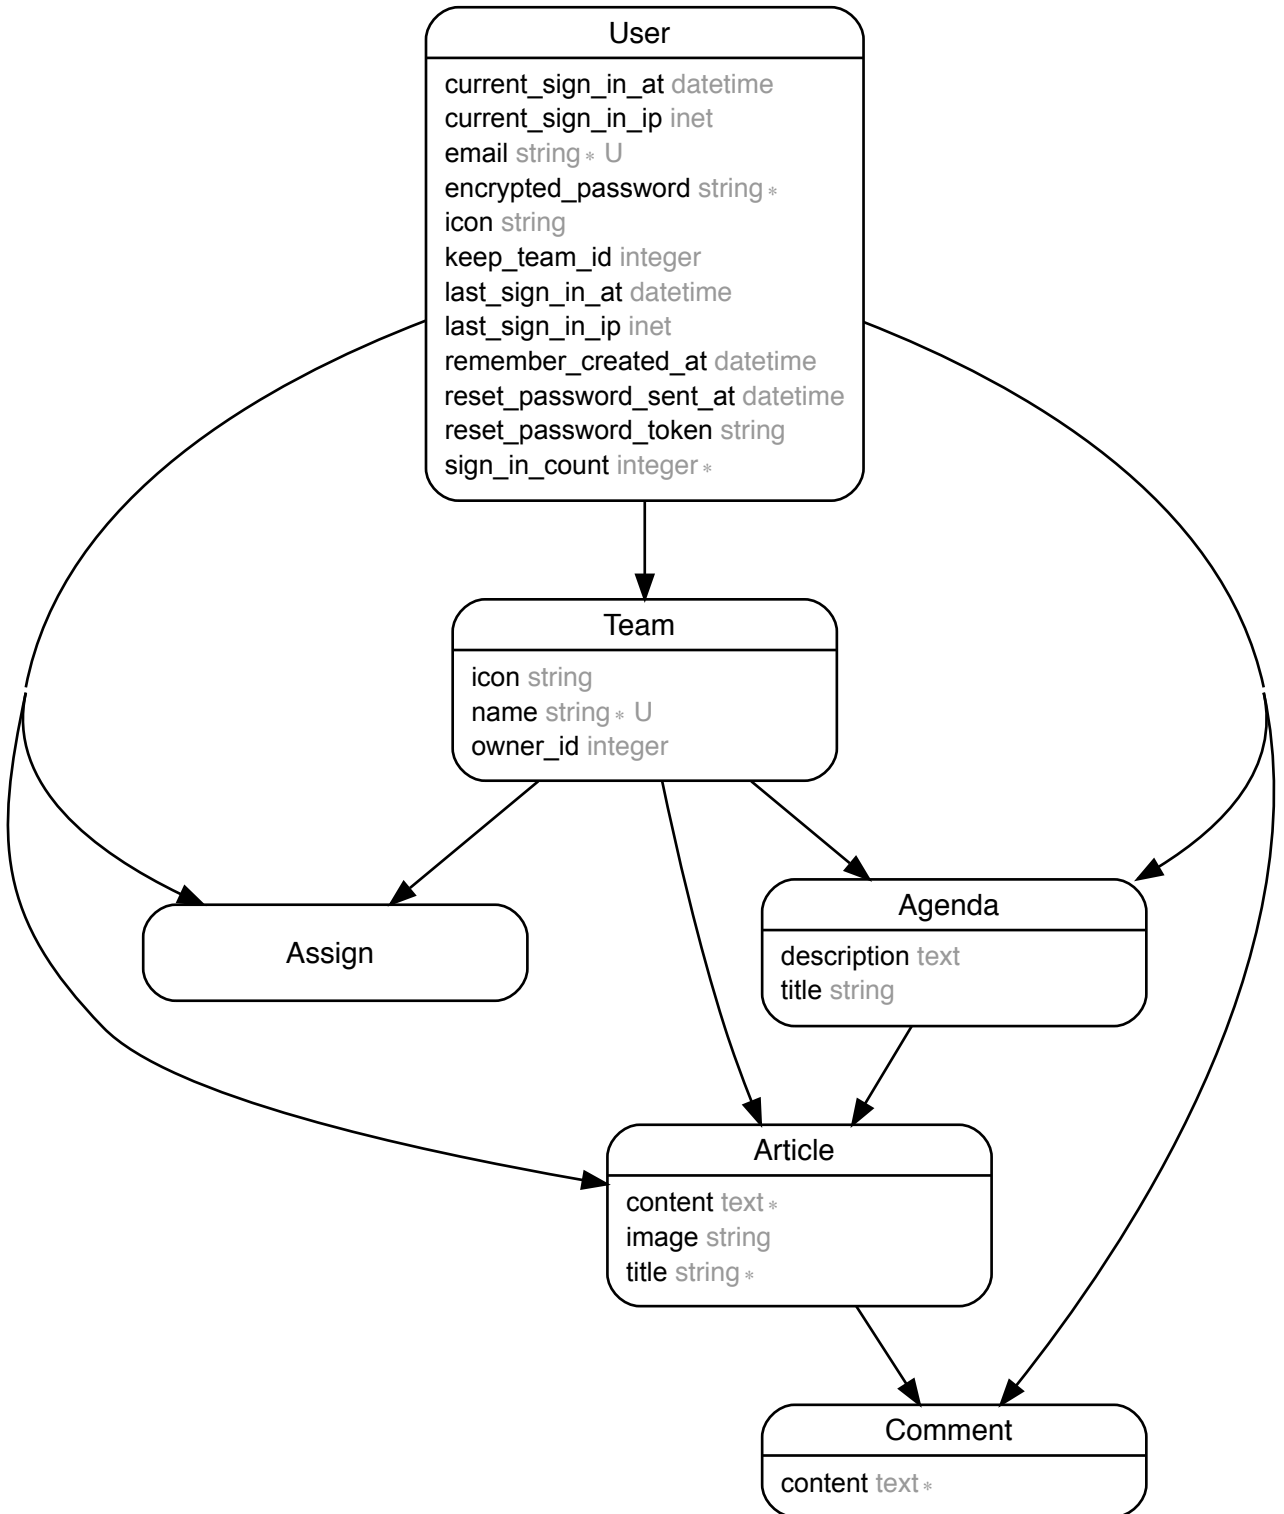 User
current_sign_in_at datetime
current_sign_in_ip inet
email string * U
encrypted_password string *
icon string
keep_team_id integer
last_sign_in_at datetime
last_sign_in_ip inet
remember_created_at datetime
reset_password_sent_at datetime
reset_password_token string
sign_in_count integer *
Team
icon string
name string * U
owner_id integer
Assign
Agenda
description text
title string
Article
content text *
image string
title string *
Comment
content text *